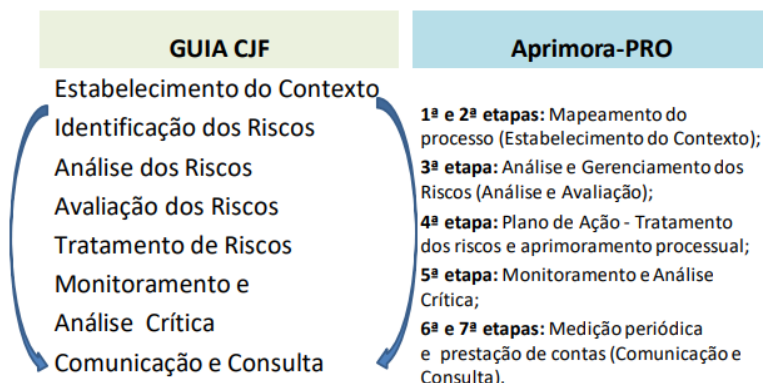 GUIA CJF
Estabelecimento do Contexto
Identificação dos Riscos
Análise dos Riscos
Avaliação dos Riscos
Tratamento de Riscos
Monitoramento e
Análise Crítica
Comunicação e Consulta
Aprimora-PRO
1ª e 2ª etapas: Mapeamento do
processo (Estabelecimento do Contexto);
3ª etapa: Análise e Gerenciamento dos
Riscos (Análise e Avaliação);
4ª etapa: Plano de Ação - Tratamento
dos riscos e aprimoramento processual;
5ª etapa: Monitoramento e Análise
Crítica;
6ª e 7ª etapas: Medição periódica
e prestação de contas (Comunicação e
Consulta).